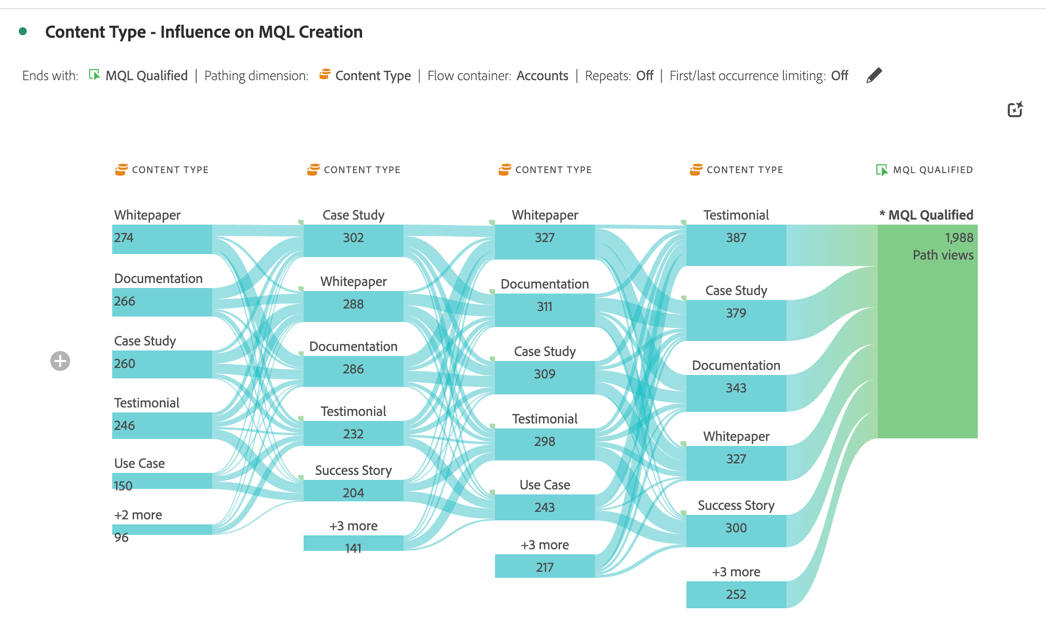 Content Type - Influence on MQL Creation
Ends with: MQL Qualified | Pathing dimension: Content Type | Flow container: Accounts | Repeats: Off | First/last occurrence limiting: Off
CONTENT TYPE
CONTENT TYPE
CONTENT TYPE
CONTENT TYPE
MQL QUALIFIED
Whitepaper
274
Documentation
266
Case Study
260
Testimonial
246
Use Case
150
+2 more
96
Case Study
302
Whitepaper
288
Documentation
286
Testimonial
232
Success Story
204
+3 more
141
Whitepaper
327
Documentation
311
Case Study
309
Testimonial
298
Use Case
243
+3 more
217
Testimonial
387
Case Study
379
Documentation
343
Whitepaper
327
Success Story
300
+3 more
252
* MQL Qualified
1,988
Path views